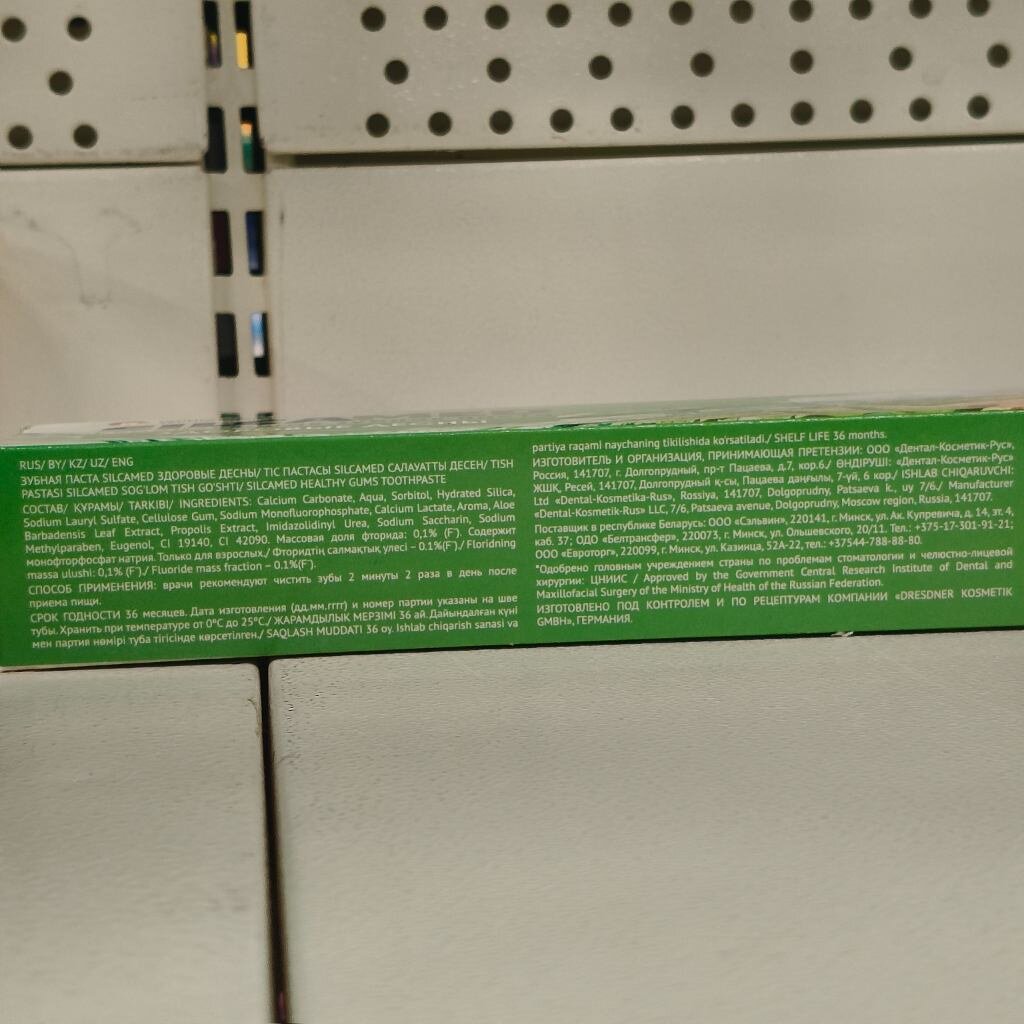 RUS/ BY/ KZ/ UZ/ ENG
ЗУБНАЯ ПАСТА SILCAMED ЗДОРОВЫЕ ДЕСНЫ/ ТІС ПАСТАСЫ SILCAMED САЛАУАТТЫ ДЕСЕН/ TISH
PASTASI SILCAMED SOG'LOM TISH GO'SHTI/ SILCAMED HEALTHY GUMS TOOTHPASTE
СОСТАВ/ ҚҰРАМЫ/ TARKIBI/ INGREDIENTS: Calcium Carbonate, Aqua, Sorbitol, Hydrated Silica,
Sodium Lauryl Sulfate, Cellulose Gum, Sodium Monofluorophosphate, Calcium Lactate, Aroma, Aloe
Barbadensis Leaf Extract, Propolis Extract, Imidazolidinyl Urea, Sodium Saccharin, Sodium
Methylparaben, Eugenol, CI 19140, CI 42090. Массовая доля фторида: 0,1% (F⁻). Содержит
монофторфосфат натрия. Только для взрослых./ Фторидтің салмақтық үлесі – 0.1%(F⁻)./ Floridning
massa ulushi: 0,1% (F⁻)./ Fluoride mass fraction – 0.1%(F⁻).
СПОСОБ ПРИМЕНЕНИЯ: врачи рекомендуют чистить зубы 2 минуты 2 раза в день после
приема пищи.
СРОК ГОДНОСТИ 36 месяцев. Дата изготовления (дд.мм.гггг) и номер партии указаны на шве
тубы. Хранить при температуре от 0°C до 25°C./ ЖАРАМДЫЛЫК МЕРЗІМІ 36 ай. Дайындалған күні
мен партия нөмірі туба тігісінде көрсетілген./ SAQLASH MUDDATI 36 oy. Ishlab chiqarish sanasi va
partiya raqami naychaning tikilishida ko'rsatiladi./ SHELF LIFE 36 months.
ИЗГОТОВИТЕЛЬ И ОРГАНИЗАЦИЯ, ПРИНИМАЮЩАЯ ПРЕТЕНЗИИ: ООО «Дентал-Косметик-Рус»,
Россия, 141707, г. Долгопрудный, пр-т Пацаева, д.7, кор.6./ ӨНДІРУШІ: «Дентал-Косметик-Рус»
ЖШҚ, Ресей, 141707, Долгопрудный қ-сы, Пацаева даңғылы, 7-үй, 6 кор./ ISHLAB CHIQARUVCHI:
Ltd «Dental-Kosmetika-Rus», Rossiya, 141707, Dolgoprudny, Patsaeva k., uy 7/6./ Manufacturer
«Dental-Kosmetik-Rus» LLC, 7/6, Patsaeva avenue, Dolgoprudny, Moscow region, Russia, 141707.
Поставщик в республике Беларусь: ООО «Сэльвин», 220141, г. Минск, ул. Ак. Купревича, д. 14, эт. 4,
каб. 37; ОДО «Белтрансфер», 220073, г. Минск, ул. Ольшевского, 20/11. Тел.: +375-17-301-91-21;
ООО «Евроторг», 220099, г. Минск, ул. Казинца, 52А-22, тел.: +37544-788-88-80.
*Одобрено головным учреждением страны по проблемам стоматологии и челюстно-лицевой
хирургии: ЦНИИС / Approved by the Government Central Research Institute of Dental and
Maxillofacial Surgery of the Ministry of Health of the Russian Federation.
ИЗГОТОВЛЕНО ПОД КОНТРОЛЕМ И ПО РЕЦЕПТУРАМ КОМПАНИИ «DRESDNER KOSMETIK
GMBH», ГЕРМАНИЯ.